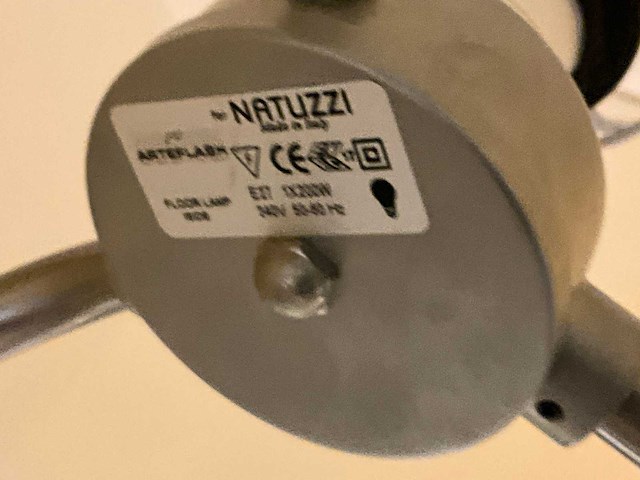 for NATUZZI
Made in Italy
ARTEFLASH F CE
E27 1X200W
240V 50-60 Hz
FLOOR LAMP